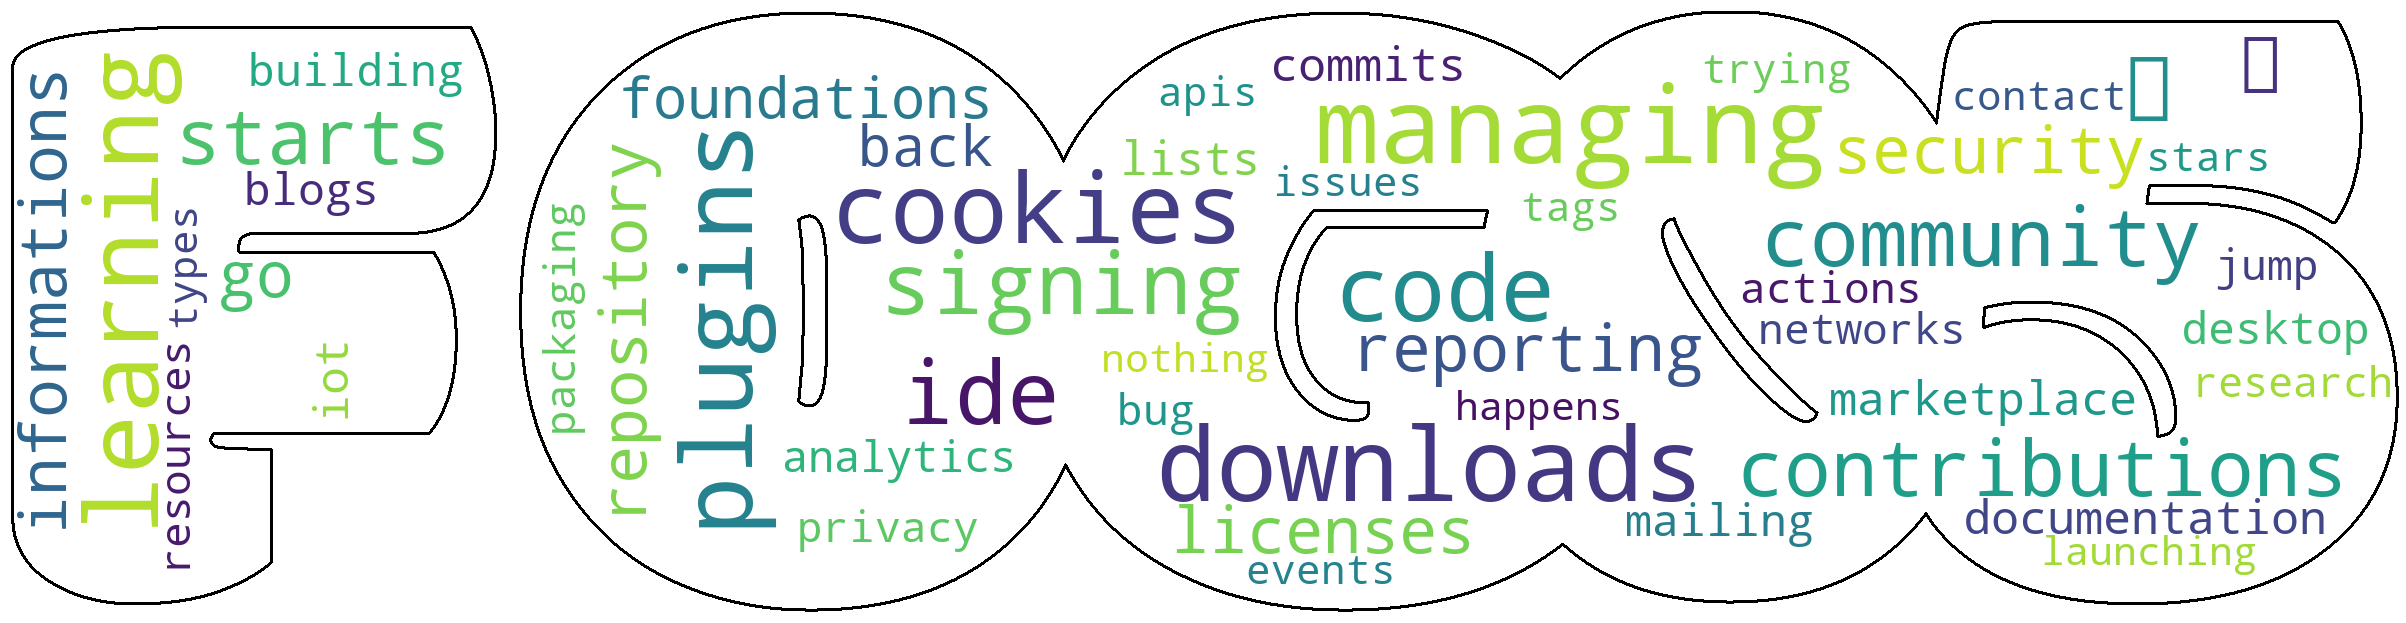 informations
learning
building
starts
blogs
types
resources
go
iot
packaging
repository
plugins
foundations
back
cookies
signing
ide
analytics
privacy
commits
apis
lists
issues
managing
tags
trying
code
reporting
nothing
bug
happens
downloads
licenses
events
mailing
contact
security
stars
community
jump
actions
networks
desktop
research
marketplace
contributions
documentation
launching